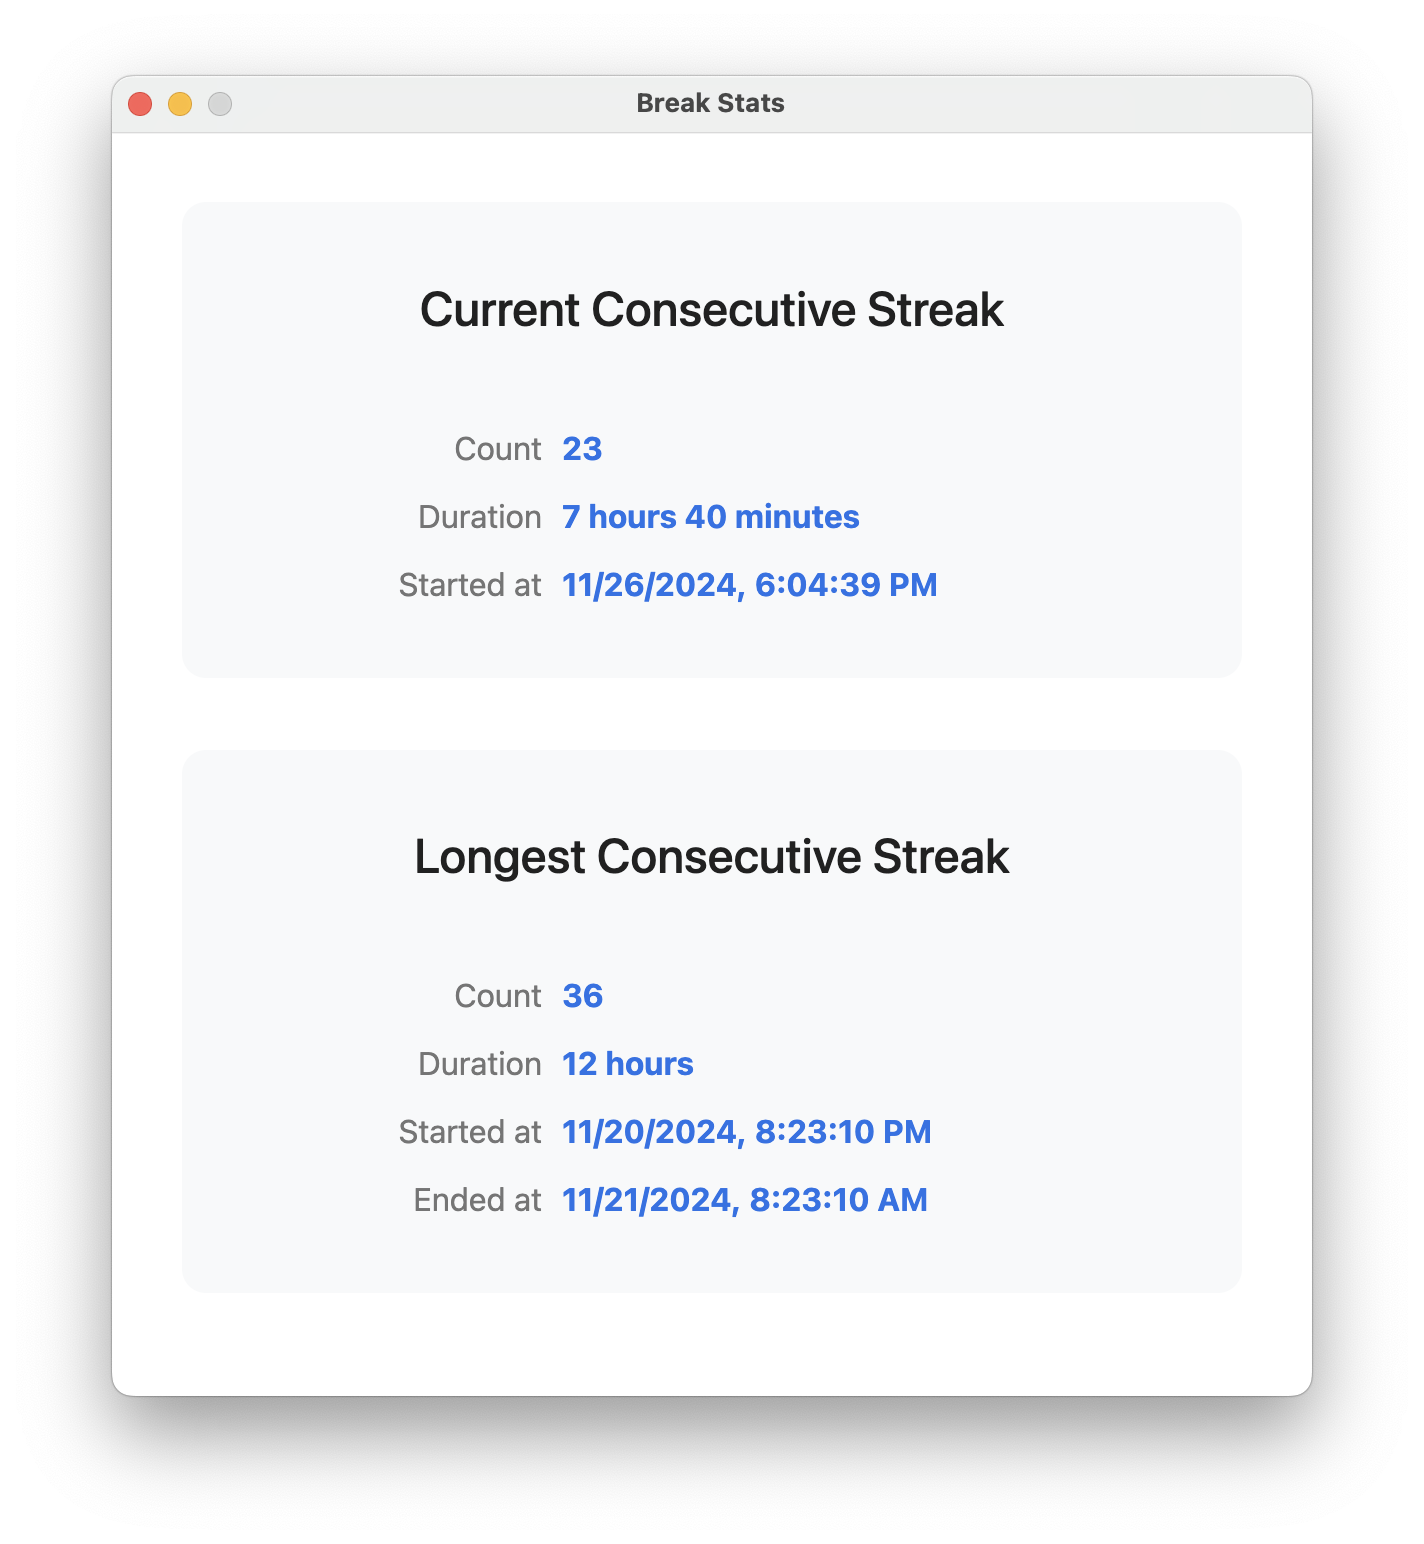 Break Stats
Current Consecutive Streak
Count 23
Duration 7 hours 40 minutes
Started at 11/26/2024, 6:04:39 PM
Longest Consecutive Streak
Count 36
Duration 12 hours
Started at 11/20/2024, 8:23:10 PM
Ended at 11/21/2024, 8:23:10 AM